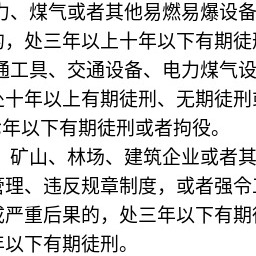 力、煤气或者其他易燃易爆设备
的，处三年以上十年以下有期徒
通工具、交通设备、电力煤气设
处十年以上有期徒刑、无期徒刑
年以下有期徒刑或者拘役。
矿山、林场、建筑企业或者其
管理、违反规章制度，或者强令
严重后果的，处三年以下有期
年以下有期徒刑。